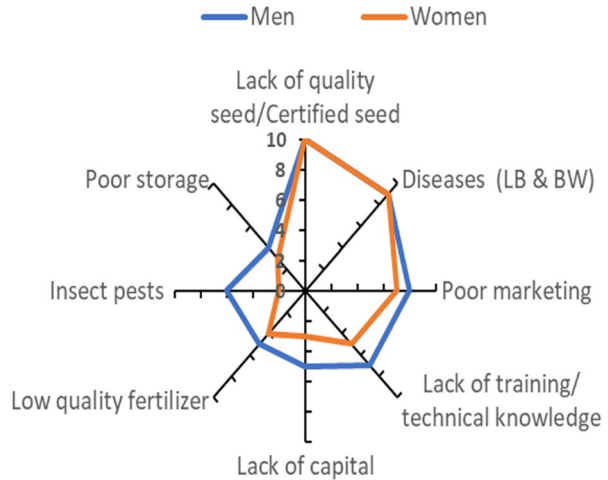 Men Women
Lack of quality
seed/Certified seed
10
8
6
4
2
0
Poor storage
Diseases (LB & BW)
Insect pests
Poor marketing
Low quality fertilizer
Lack of training/
technical knowledge
Lack of capital